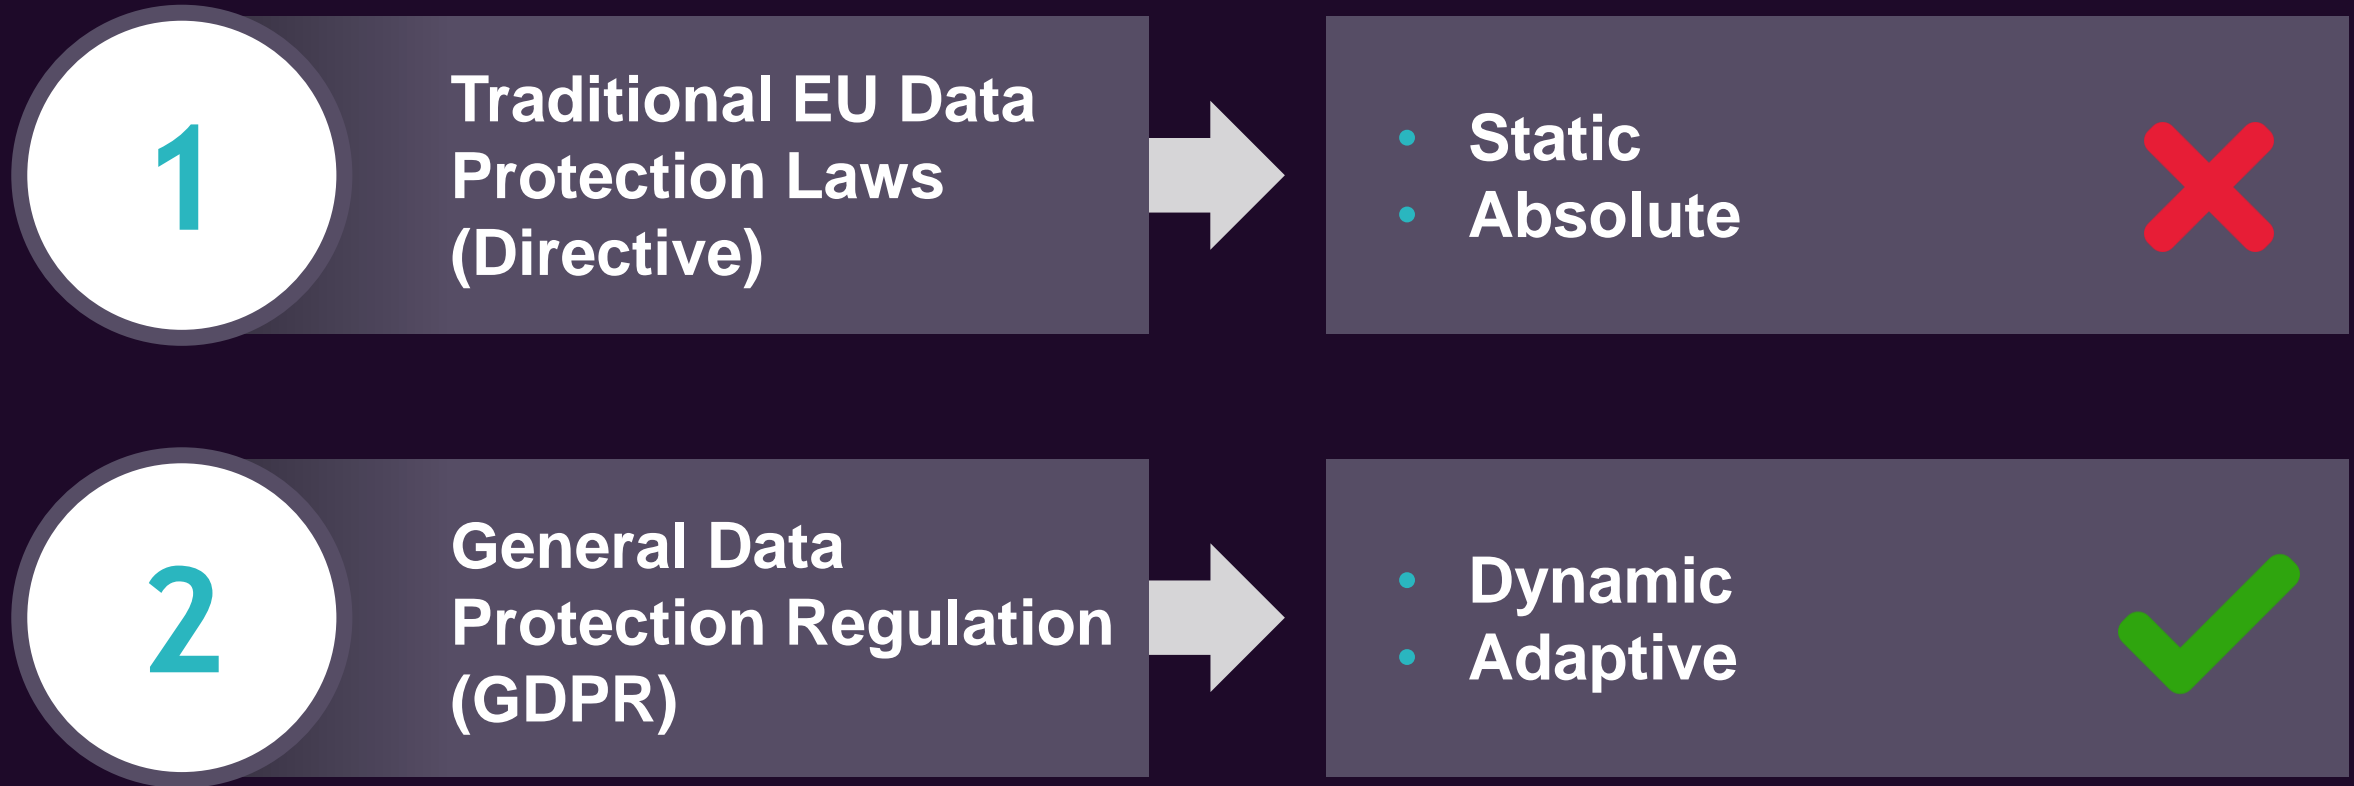 1
Traditional EU Data
Protection Laws
(Directive)
• Static
• Absolute
2
General Data
Protection Regulation
(GDPR)
• Dynamic
• Adaptive